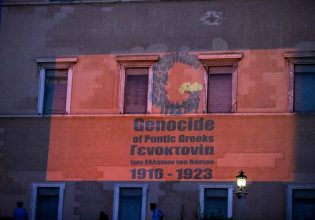 Genocide
of Pontic Greeks
Γενοκτονία
των Ελλήνων του Πόντου
1916 - 1923